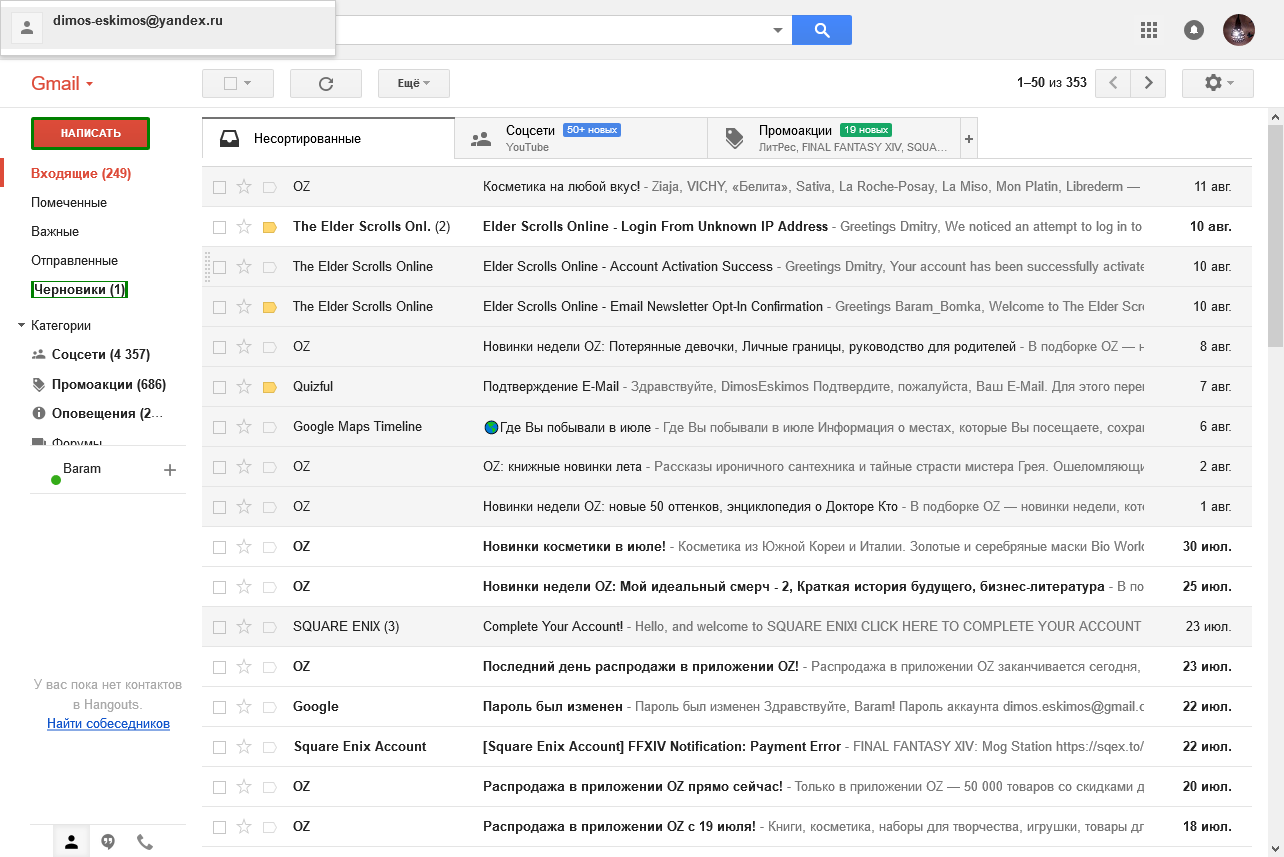 dimos-eskimos@yandex.ru
Gmail
Ещё
1–50 из 353
НАПИСАТЬ
Входящие (249)
Помеченные
Важные
Отправленные
Черновики (1)
Категории
Соцсети (4 357)
Промоакции (686)
Оповещения (2…
Форумы
Baram
У вас пока нет контактов
в Hangouts.
Найти собеседников
Несортированные
Соцсети 50+ новых
YouTube
Промоакции 19 новых
ЛитРес, FINAL FANTASY XIV, SQUA…
+
OZ Косметика на любой вкус! - Ziaja, VICHY, «Белита», Sativa, La Roche-Posay, La Miso, Mon Platin, Librederm — 11 авг.
The Elder Scrolls Onl. (2) Elder Scrolls Online - Login From Unknown IP Address - Greetings Dmitry, We noticed an attempt to log in to 10 авг.
The Elder Scrolls Online Elder Scrolls Online - Account Activation Success - Greetings Dmitry, Your account has been successfully activate 10 авг.
The Elder Scrolls Online Elder Scrolls Online - Email Newsletter Opt-In Confirmation - Greetings Baram_Bomka, Welcome to The Elder Scr 10 авг.
OZ Новинки недели OZ: Потерянные девочки, Личные границы, руководство для родителей - В подборке OZ — н 8 авг.
Quizful Подтверждение E-Mail - Здравствуйте, DimosEskimos Подтвердите, пожалуйста, Ваш E-Mail. Для этого пере 7 авг.
Google Maps Timeline Где Вы побывали в июле - Где Вы побывали в июле Информация о местах, которые Вы посещаете, сохра 6 авг.
OZ OZ: книжные новинки лета - Рассказы ироничного сантехника и тайные страсти мистера Грея. Ошеломляющи 2 авг.
OZ Новинки недели OZ: новые 50 оттенков, энциклопедия о Докторе Кто - В подборке OZ — новинки недели, кото 1 авг.
OZ Новинки косметики в июле! - Косметика из Южной Кореи и Италии. Золотые и серебряные маски Bio World 30 июл.
OZ Новинки недели OZ: Мой идеальный смерч - 2, Краткая история будущего, бизнес-литература - В по 25 июл.
SQUARE ENIX (3) Complete Your Account! - Hello, and welcome to SQUARE ENIX! CLICK HERE TO COMPLETE YOUR ACCOUNT 23 июл.
OZ Последний день распродажи в приложении OZ! - Распродажа в приложении OZ заканчивается сегодня, 23 июл.
Google Пароль был изменен - Пароль был изменен Здравствуйте, Baram! Пароль аккаунта dimos.eskimos@gmail.c 22 июл.
Square Enix Account [Square Enix Account] FFXIV Notification: Payment Error - FINAL FANTASY XIV: Mog Station https://sqex.to/ 22 июл.
OZ Распродажа в приложении OZ прямо сейчас! - Только в приложении OZ — 50 000 товаров со скидками д 20 июл.
OZ Распродажа в приложении OZ с 19 июля! - Книги, косметика, наборы для творчества, игрушки, товары дл 18 июл.